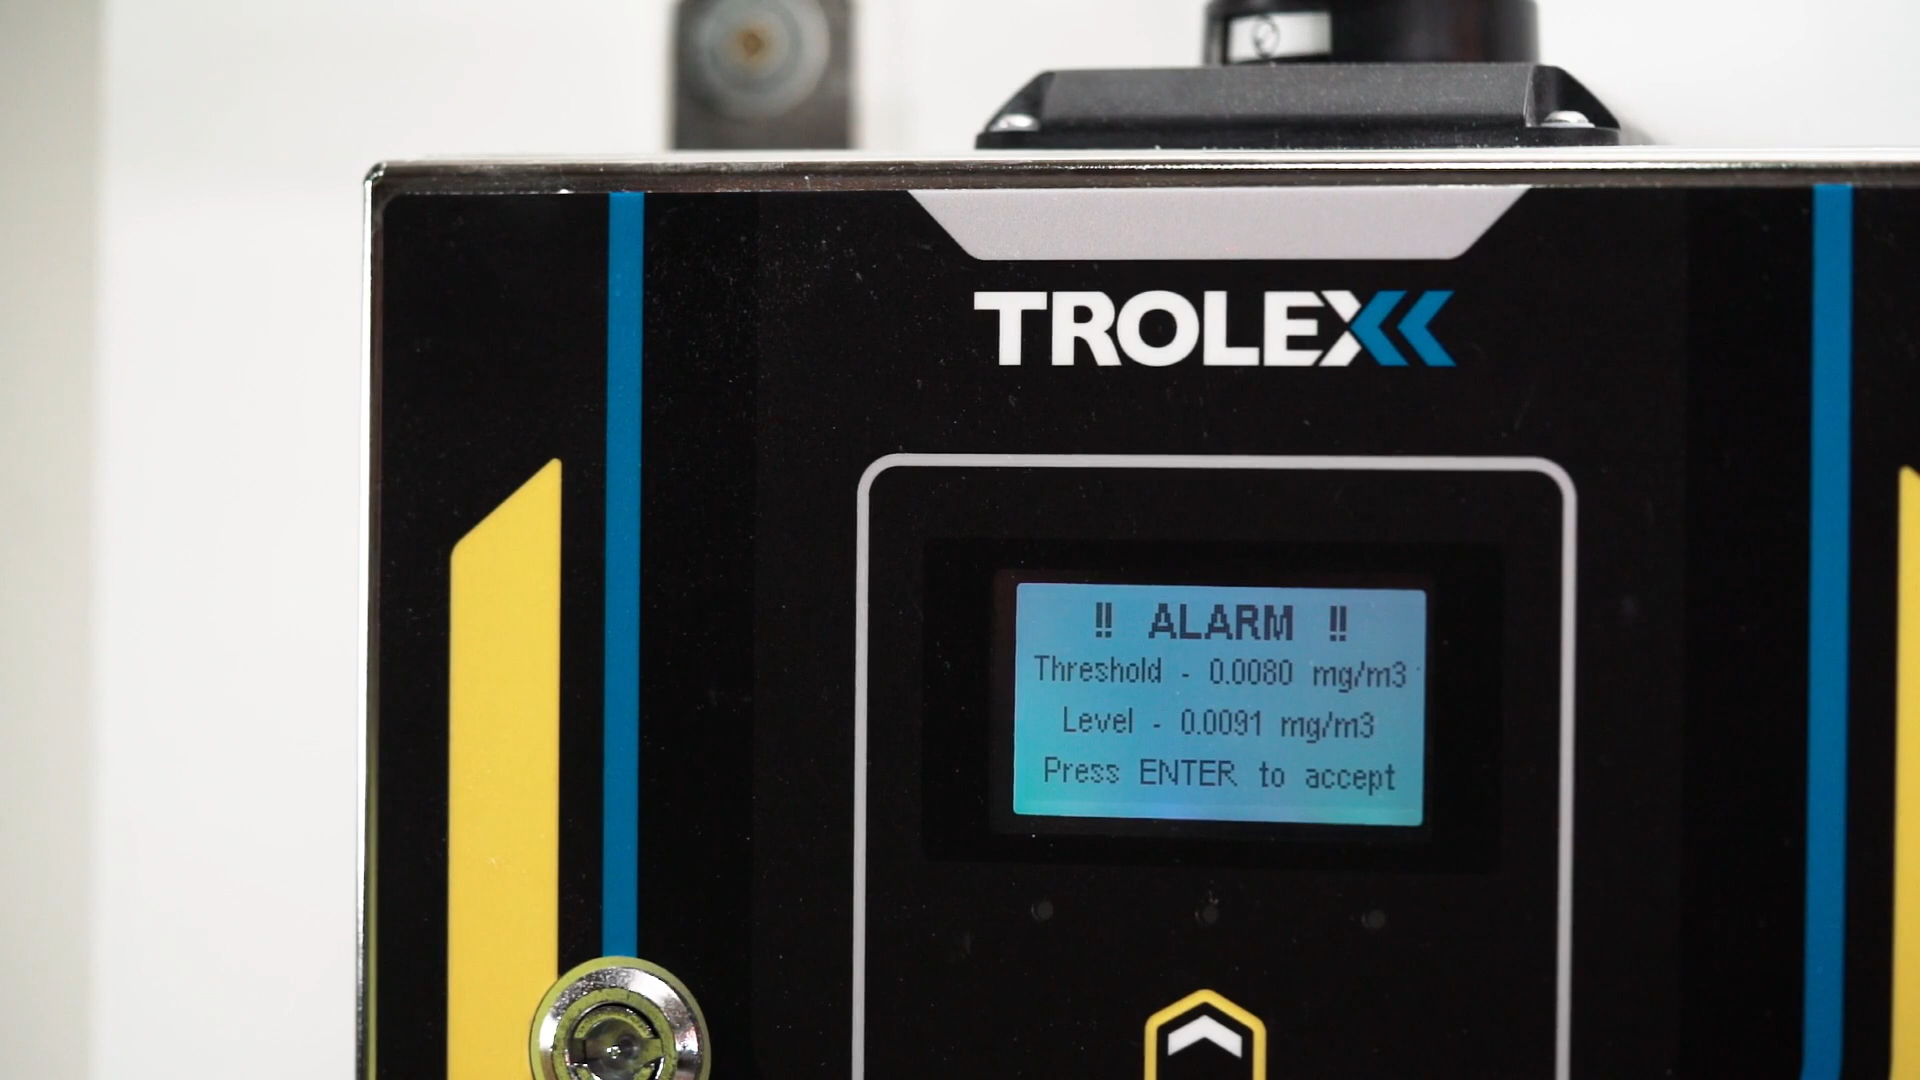 TROLEX
!! ALARM !!
Threshold - 0.0080 mg/m3
Level - 0.0091 mg/m3
Press ENTER to accept